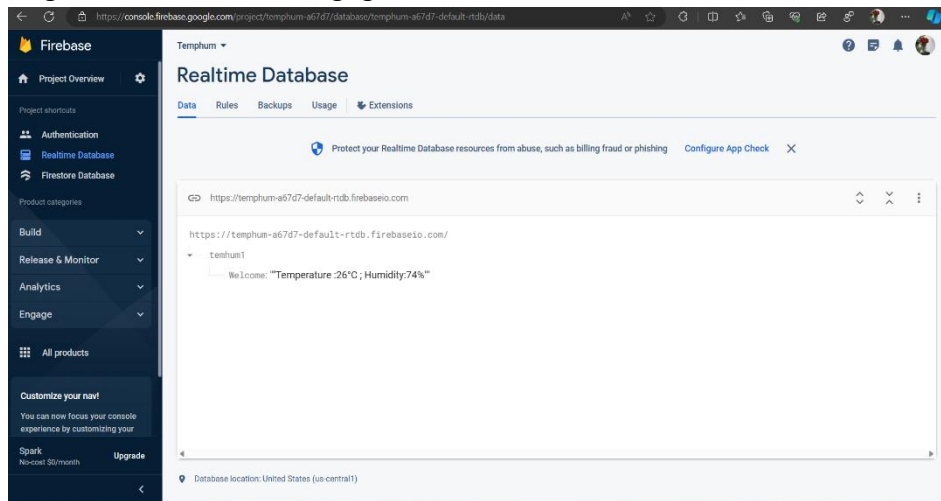 https://console.firebase.google.com/project/temphum-a67d7/database/temphum-a67d7-default-rtdb/data
Firebase
Temphum
Project Overview
Realtime Database
Data Rules Backups Usage Extensions
Project shortcuts
Authentication
Realtime Database
Firestore Database
Protect your Realtime Database resources from abuse, such as billing fraud or phishing Configure App Check
Product categories
https://temphum-a67d7-default-rtdb.firebaseio.com
Build
https://temphum-a67d7-default-rtdb.firebaseio.com/
Release & Monitor
temhum1
Welcome: '"Temperature :26°C ; Humidity:74%"'
Analytics
Engage
All products
Customize your nav!
You can now focus your console
experience by customizing your
Spark
No-cost $0/month
Upgrade
Database location: United States (us-central1)